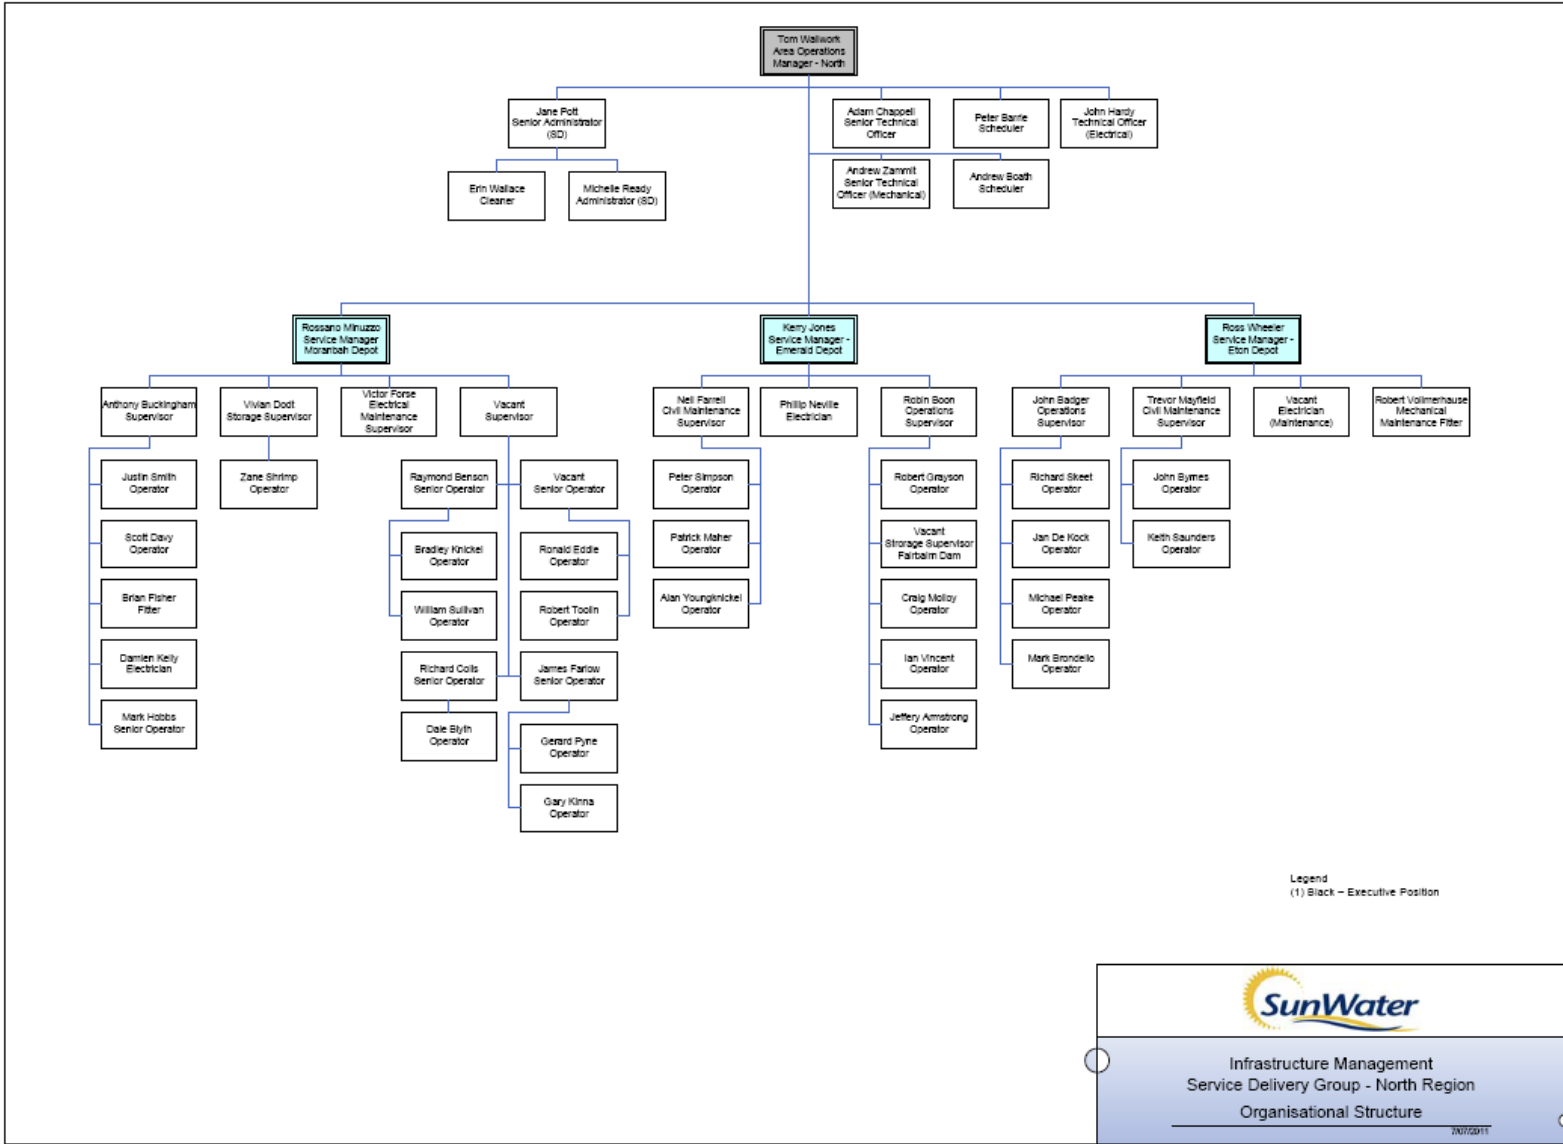 Tom Wallwork
Area Operations
Manager - North
Jane Pott
Senior Administrator
(SD)
Adam Chappell
Senior Technical
Officer
Peter Barrie
Scheduler
John Hardy
Technical Officer
(Electrical)
Erin Wallace
Cleaner
Michelle Ready
Administrator (SD)
Andrew Zammit
Senior Technical
Officer (Mechanical)
Andrew Boath
Scheduler
Rossano Minuzzo
Service Manager
Moranbah Depot
Kerry Jones
Service Manager -
Emerald Depot
Ross Wheeler
Service Manager -
Eton Depot
Anthony Buckingham
Supervisor
Vivian Dodt
Storage Supervisor
Victor Forse
Electrical
Maintenance
Supervisor
Vacant
Supervisor
Neil Farrell
Civil Maintenance
Supervisor
Phillip Neville
Electrician
Robin Boon
Operations
Supervisor
John Badger
Operations
Supervisor
Trevor Mayfield
Civil Maintenance
Supervisor
Vacant
Electrician
(Maintenance)
Robert Vollmerhause
Mechanical
Maintenance Fitter
Justin Smith
Operator
Zane Shrimp
Operator
Raymond Benson
Senior Operator
Vacant
Senior Operator
Peter Simpson
Operator
Robert Grayson
Operator
Richard Skeet
Operator
John Byrnes
Operator
Scott Davy
Operator
Bradley Knickel
Operator
Ronald Eddie
Operator
Patrick Maher
Operator
Vacant
Strorage Supervisor
Fairbairn Dam
Jan De Kock
Operator
Keith Saunders
Operator
Brian Fisher
Fitter
William Sullivan
Operator
Robert Toolin
Operator
Alan Youngknickel
Operator
Craig Molloy
Operator
Michael Peake
Operator
Damien Kelly
Electrician
Richard Colls
Senior Operator
James Farlow
Senior Operator
Ian Vincent
Operator
Mark Brondello
Operator
Mark Hobbs
Senior Operator
Dale Blyth
Operator
Gerard Pyne
Operator
Jeffery Armstrong
Operator
Gary Kinna
Operator
Legend
(1) Black – Executive Position
SunWater
Infrastructure Management
Service Delivery Group - North Region
Organisational Structure
7/07/2011